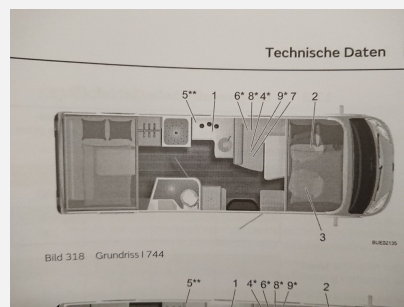 Technische Daten
5** 1 6* 8* 4* 9* 7 2
3
Bild 318 Grundriss I 744
5** 1 4* 6* 8* 9* 2